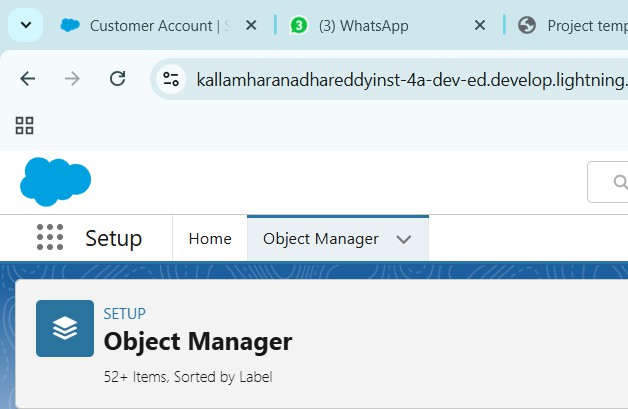 Customer Account |
3 (3) WhatsApp
Project temp
kallamharanadhareddyinst-4a-dev-ed.develop.lightning.
Setup Home Object Manager
SETUP
Object Manager
52+ Items, Sorted by Label